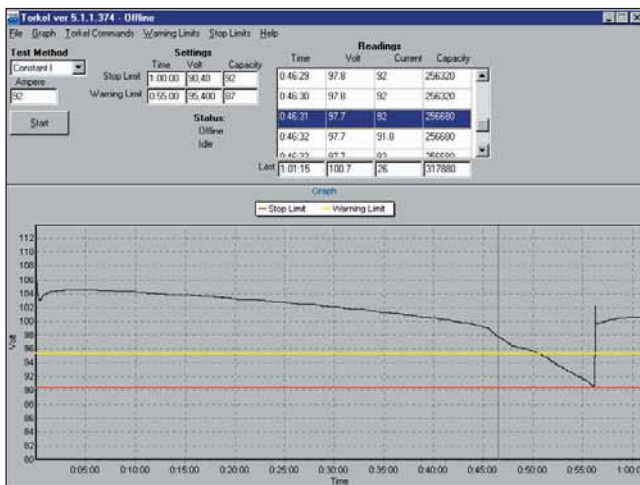 Torkel ver 5.1.1.374 - Offline
File Graph Torkel Commands Warning Limits Stop Limits Help
Test Method
Constant I
Ampere
92
Start
Settings
Time Volt Capacity
Stop Limit 1:00:00 90,40 92
Warning Limit 0:55:00 95,400 87
Status:
Offline
Idle
Readings
Time Volt Current Capacity
0:46:29 97.8 92 256320
0:46:30 97.8 92 256320
0:46:31 97.7 92 256680
0:46:32 97.7 91.8 256680
Last 1:01:15 100.7 26 317880
Graph
Stop Limit Warning Limit
112
110
108
106
104
102
100
98
96
94
92
90
88
86
84
82
80
Volt
0:05:00 0:10:00 0:15:00 0:20:00 0:25:00 0:30:00 0:35:00 0:40:00 0:45:00 0:50:00 0:55:00 1:00:0
Time